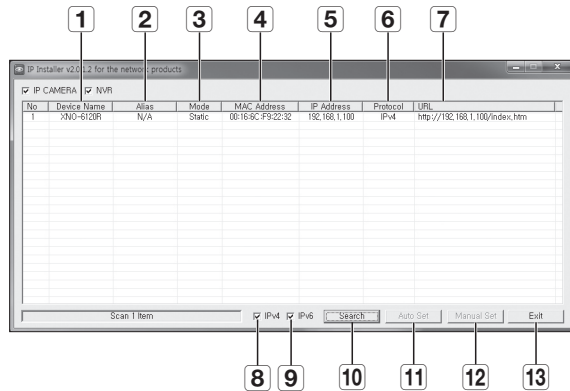 1 2 3 4 5 6 7
IP Installer v2.0.1.2 for the network products
IP CAMERA NVR
No Device Name Alias Mode MAC Address IP Address Protocol URL
1 XNO-6120R N/A Static 00:16:6C:F9:22:32 192,168,1,100 IPv4 http://192,168,1,100/index,htm
Scan 1 Item IPv4 IPv6 Search Auto Set Manual Set Exit
8 9 10 11 12 13